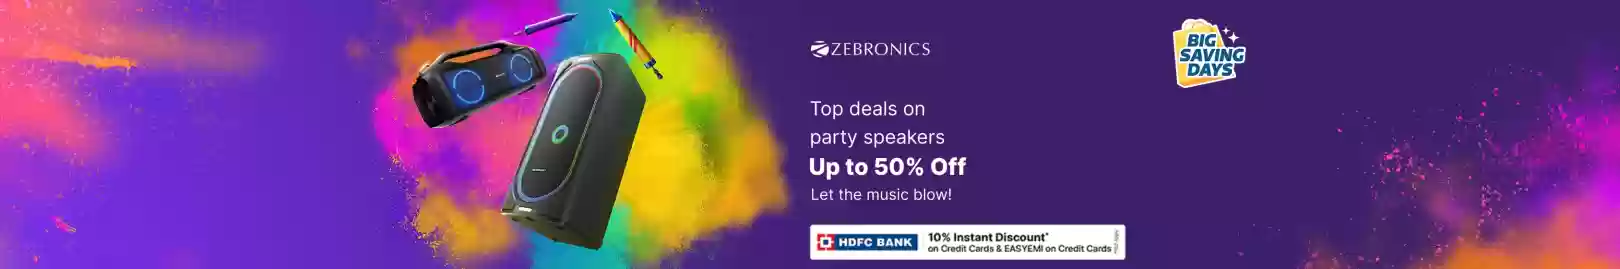 ZEBRONICS
BIG
SAVING
DAYS
Top deals on
party speakers
Up to 50% Off
Let the music blow!
HDFC BANK
10% Instant Discount*
on Credit Cards & EASYEMI on Credit Cards